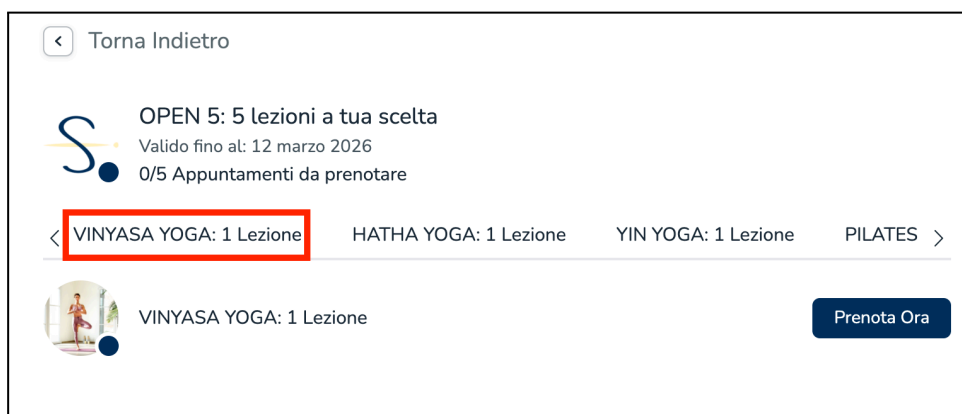 Torna Indietro
OPEN 5: 5 lezioni a tua scelta
Valido fino al: 12 marzo 2026
0/5 Appuntamenti da prenotare
VINYASA YOGA: 1 Lezione HATHA YOGA: 1 Lezione YIN YOGA: 1 Lezione PILATES
VINYASA YOGA: 1 Lezione Prenota Ora